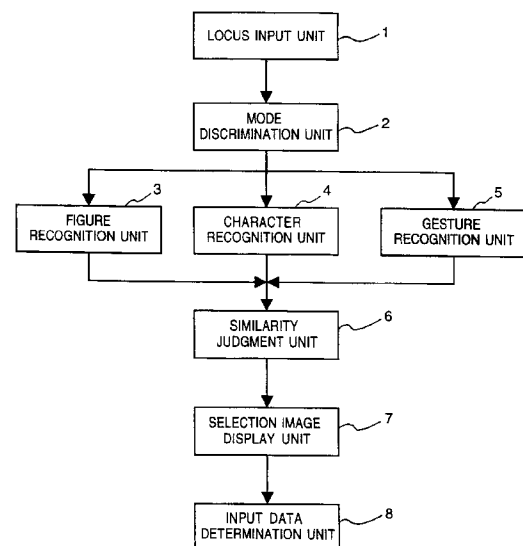 LOCUS INPUT UNIT
1
MODE
DISCRIMINATION UNIT
2
3
4
5
FIGURE
RECOGNITION UNIT
CHARACTER
RECOGNITION UNIT
GESTURE
RECOGNITION UNIT
SIMILARITY
JUDGMENT UNIT
6
SELECTION IMAGE
DISPLAY UNIT
7
INPUT DATA
DETERMINATION UNIT
8